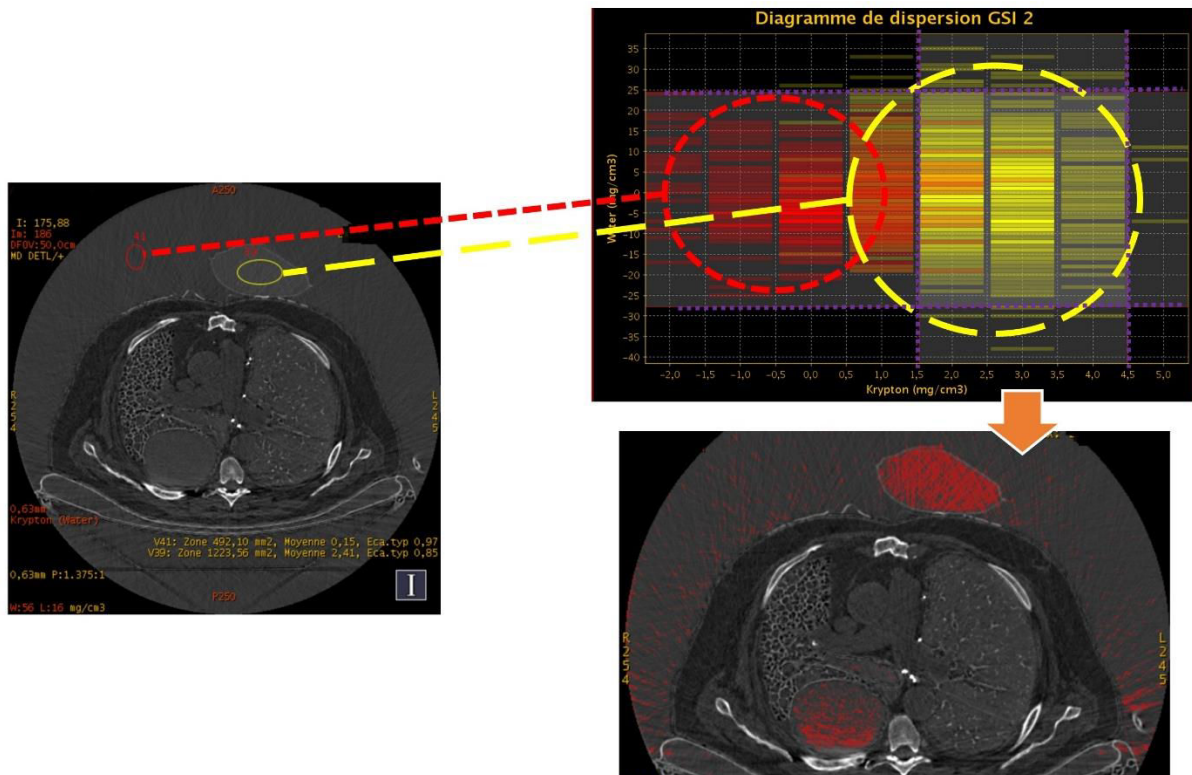 A250
I: 175,88
Im: 186
DFOV:50,0cm
MD DETL/+
R
2
5
4
L
2
4
5
0,63mm
Krypton (Water)
V41: Zone 492,10 mm2, Moyenne 0,15, Eca.typ 0,97
V39: Zone 1223,56 mm2, Moyenne 2,41, Eca.typ 0,85
0,63mm P:1.375:1
P250
W:56 L:16 mg/cm3
I
Diagramme de dispersion GSI 2
Water (mg/cm3)
35
30
25
20
15
10
5
0
-5
-10
-15
-20
-25
-30
-35
-40
-2,0 -1,5 -1,0 -0,5 0,0 0,5 1,0 1,5 2,0 2,5 3,0 3,5 4,0 4,5 5,0
Krypton (mg/cm3)
R
2
5
4
L
2
4
5